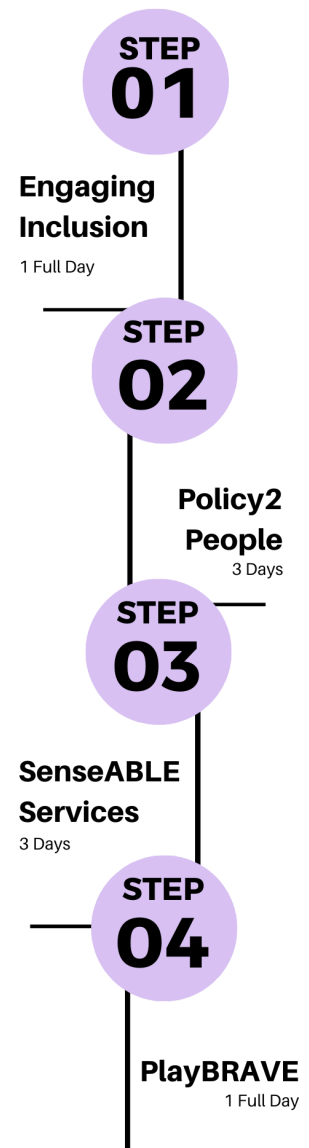 STEP
01
Engaging
Inclusion
1 Full Day
STEP
02
Policy2
People
3 Days
STEP
03
SenseABLE
Services
3 Days
STEP
04
PlayBRAVE
1 Full Day